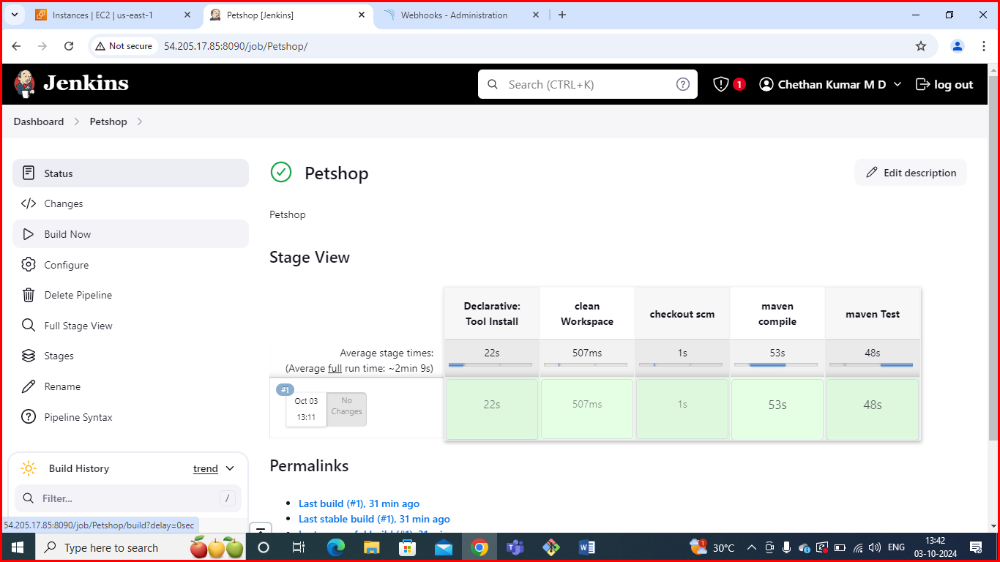 Instances | EC2 | us-east-1
Petshop [Jenkins]
Webhooks - Administration
Not secure
54.205.17.85:8090/job/Petshop/
Jenkins
Search (CTRL+K)
?
1
Chethan Kumar M D
log out
Dashboard
Petshop
Status
Changes
Build Now
Configure
Delete Pipeline
Full Stage View
Stages
Rename
? Pipeline Syntax
Build History
trend
Filter...
/
54.205.17.85:8090/job/Petshop/build?delay=0sec
Petshop
Edit description
Petshop
Stage View
Declarative:
Tool Install
clean
Workspace
checkout scm
maven
compile
maven Test
Average stage times:
(Average full run time: ~2min 9s)
22s
507ms
1s
53s
48s
#1
Oct 03
13:11
No
Changes
22s
507ms
1s
53s
48s
Permalinks
Last build (#1), 31 min ago
Last stable build (#1), 31 min ago
Type here to search
1
30°C
ENG
13:42
03-10-2024